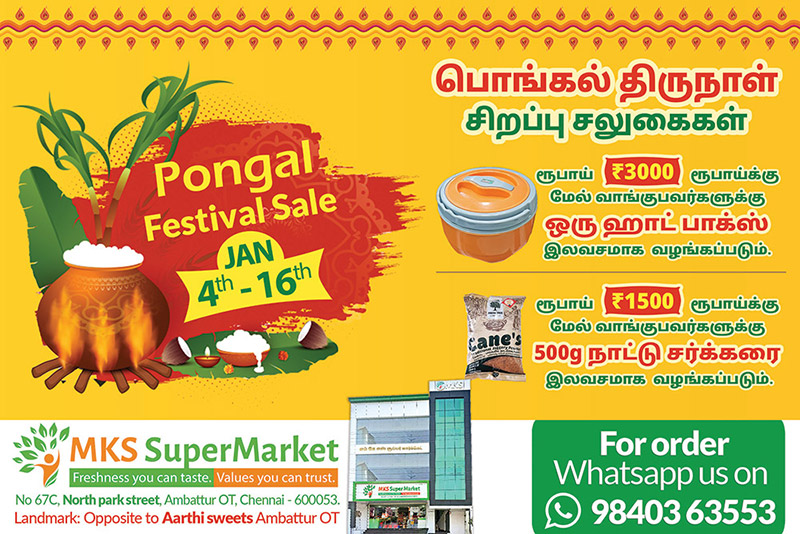 Pongal
Festival Sale
JAN
4th - 16th
பொங்கல் திருநாள்
சிறப்பு சலுகைகள்
ரூபாய் ₹3000 ரூபாய்க்கு
மேல் வாங்குபவர்களுக்கு
ஒரு ஹாட் பாக்ஸ்
இலவசமாக வழங்கப்படும்.
ரூபாய் ₹1500 ரூபாய்க்கு
மேல் வாங்குபவர்களுக்கு
500g நாட்டு சர்க்கரை
இலவசமாக வழங்கப்படும்.
Cane's
MKS SuperMarket
Freshness you can taste. Values you can trust.
No 67C, North park street, Ambattur OT, Chennai - 600053.
Landmark: Opposite to Aarthi sweets Ambattur OT
MKS
MKS SuperMarket
For order
Whatsapp us on
98403 63553